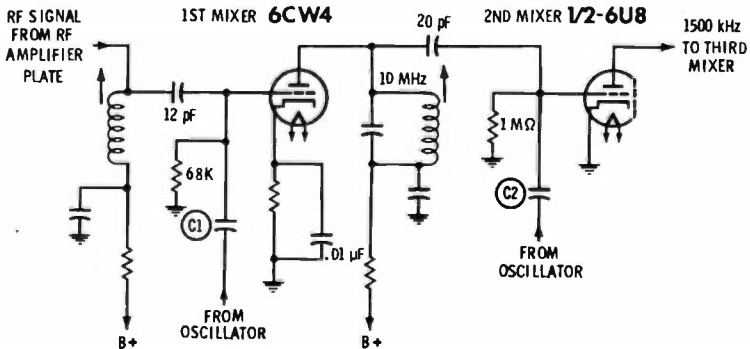 RF SIGNAL
FROM RF
AMPLIFIER
PLATE
1ST MIXER 6CW4
20 pF
2ND MIXER 1/2-6U8
1500 kHz
TO THIRD
MIXER
12 pF
10 MHz
68K
1 MΩ
C1
C2
.01 µF
FROM
OSCILLATOR
FROM
OSCILLATOR
B+
B+